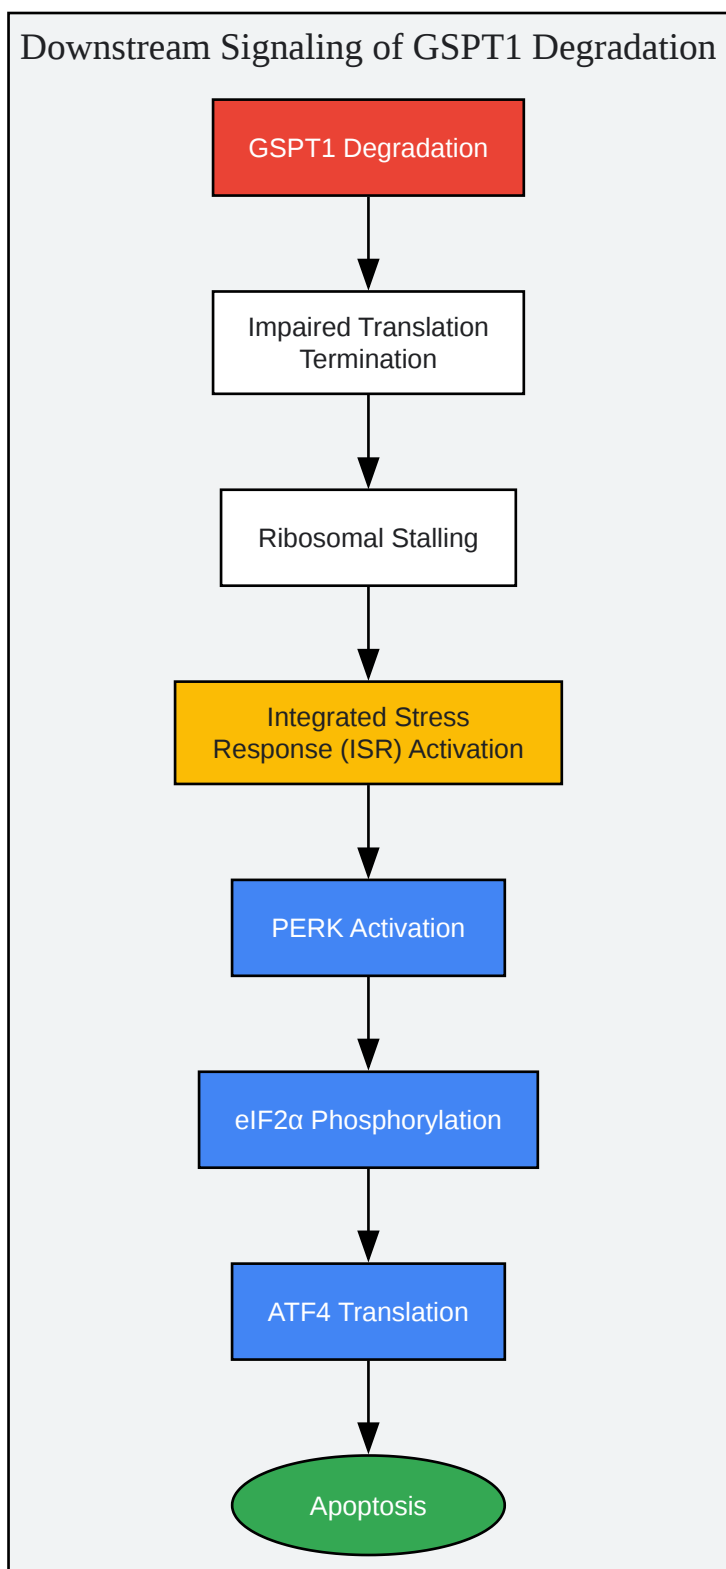 Downstream Signaling of GSPT1 Degradation
GSPT1 Degradation
Impaired Translation
Termination
Ribosomal Stalling
Integrated Stress
Response (ISR) Activation
PERK Activation
eIF2α Phosphorylation
ATF4 Translation
Apoptosis